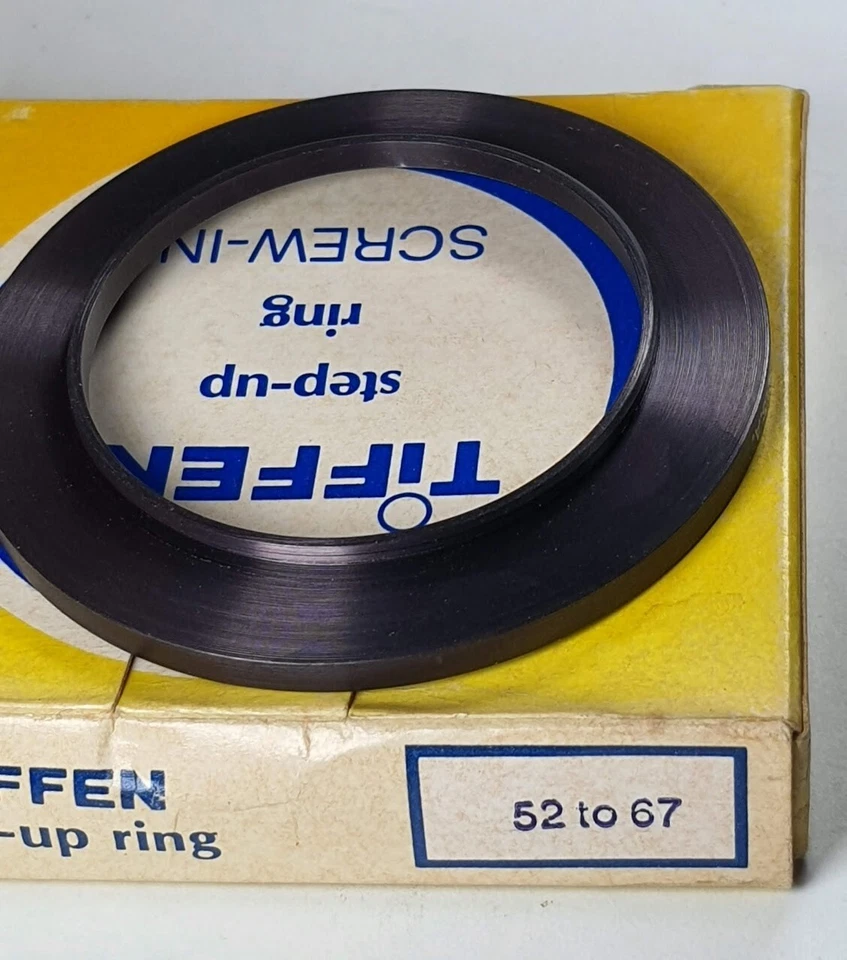 SCREW-IN
ring
step-up
TiFFEN
FFEN
-up ring
52 to 67